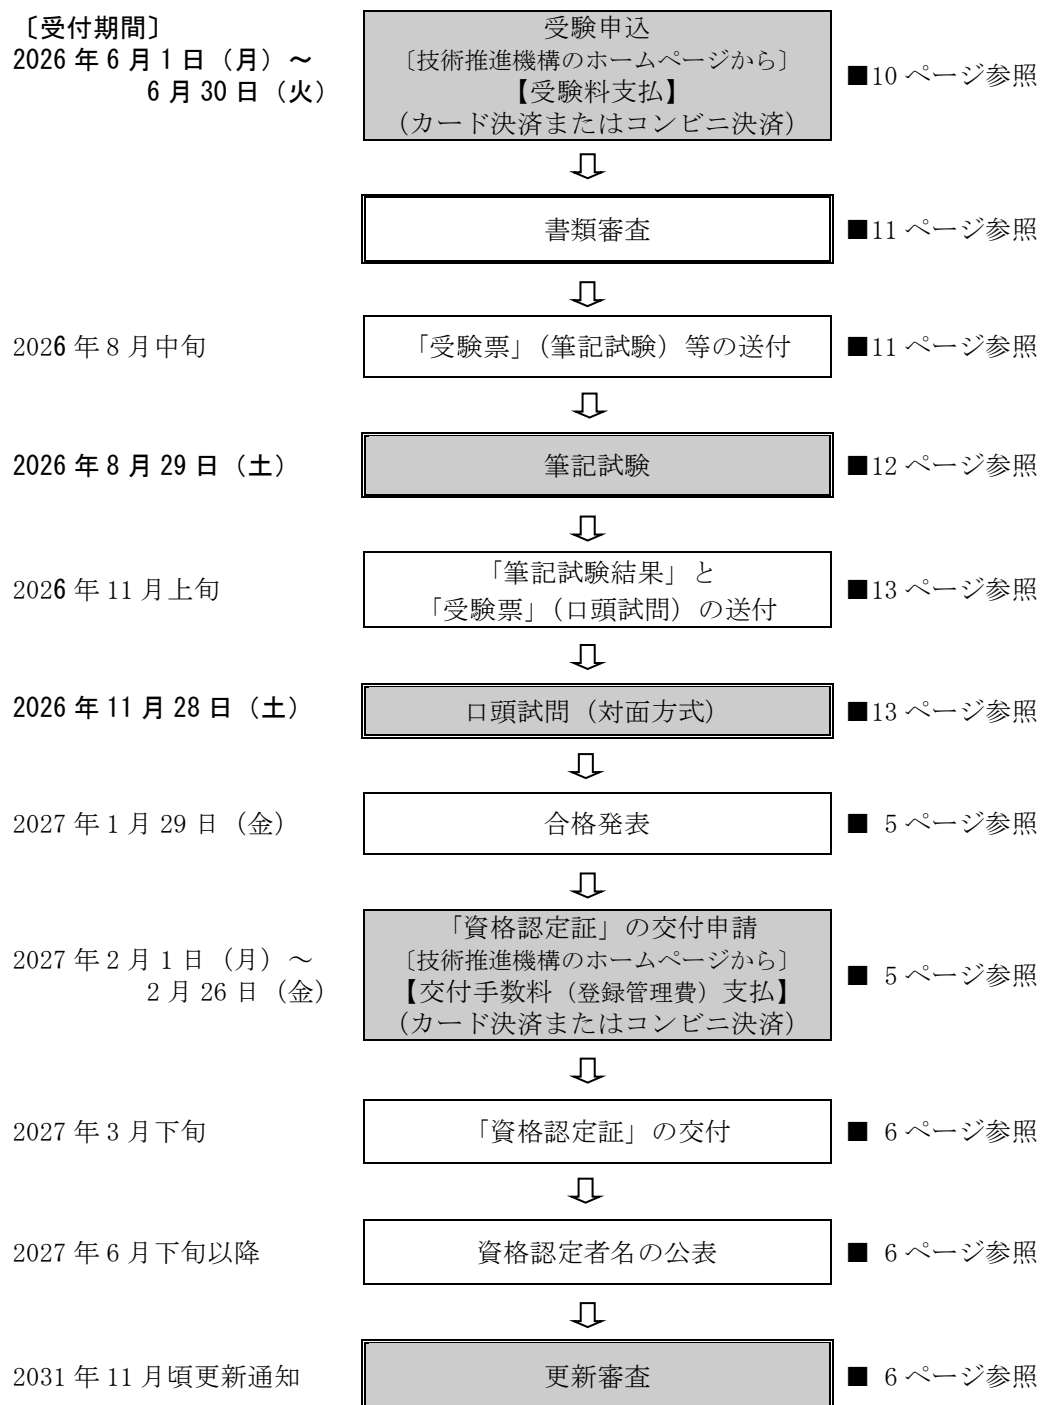 〔受付期間〕
2026年6月1日（月）～
6月30日（火）
受験申込
〔技術推進機構のホームページから〕
【受験料支払】
（カード決済またはコンビニ決済）
■10ページ参照
書類審査
■11ページ参照
2026年8月中旬
「受験票」（筆記試験）等の送付
■11ページ参照
2026年8月29日（土）
筆記試験
■12ページ参照
2026年11月上旬
「筆記試験結果」と
「受験票」（口頭試問）の送付
■13ページ参照
2026年11月28日（土）
口頭試問（対面方式）
■13ページ参照
2027年1月29日（金）
合格発表
■ 5ページ参照
2027年2月1日（月）～
2月26日（金）
「資格認定証」の交付申請
〔技術推進機構のホームページから〕
【交付手数料（登録管理費）支払】
（カード決済またはコンビニ決済）
■ 5ページ参照
2027年3月下旬
「資格認定証」の交付
■ 6ページ参照
2027年6月下旬以降
資格認定者名の公表
■ 6ページ参照
2031年11月頃更新通知
更新審査
■ 6ページ参照